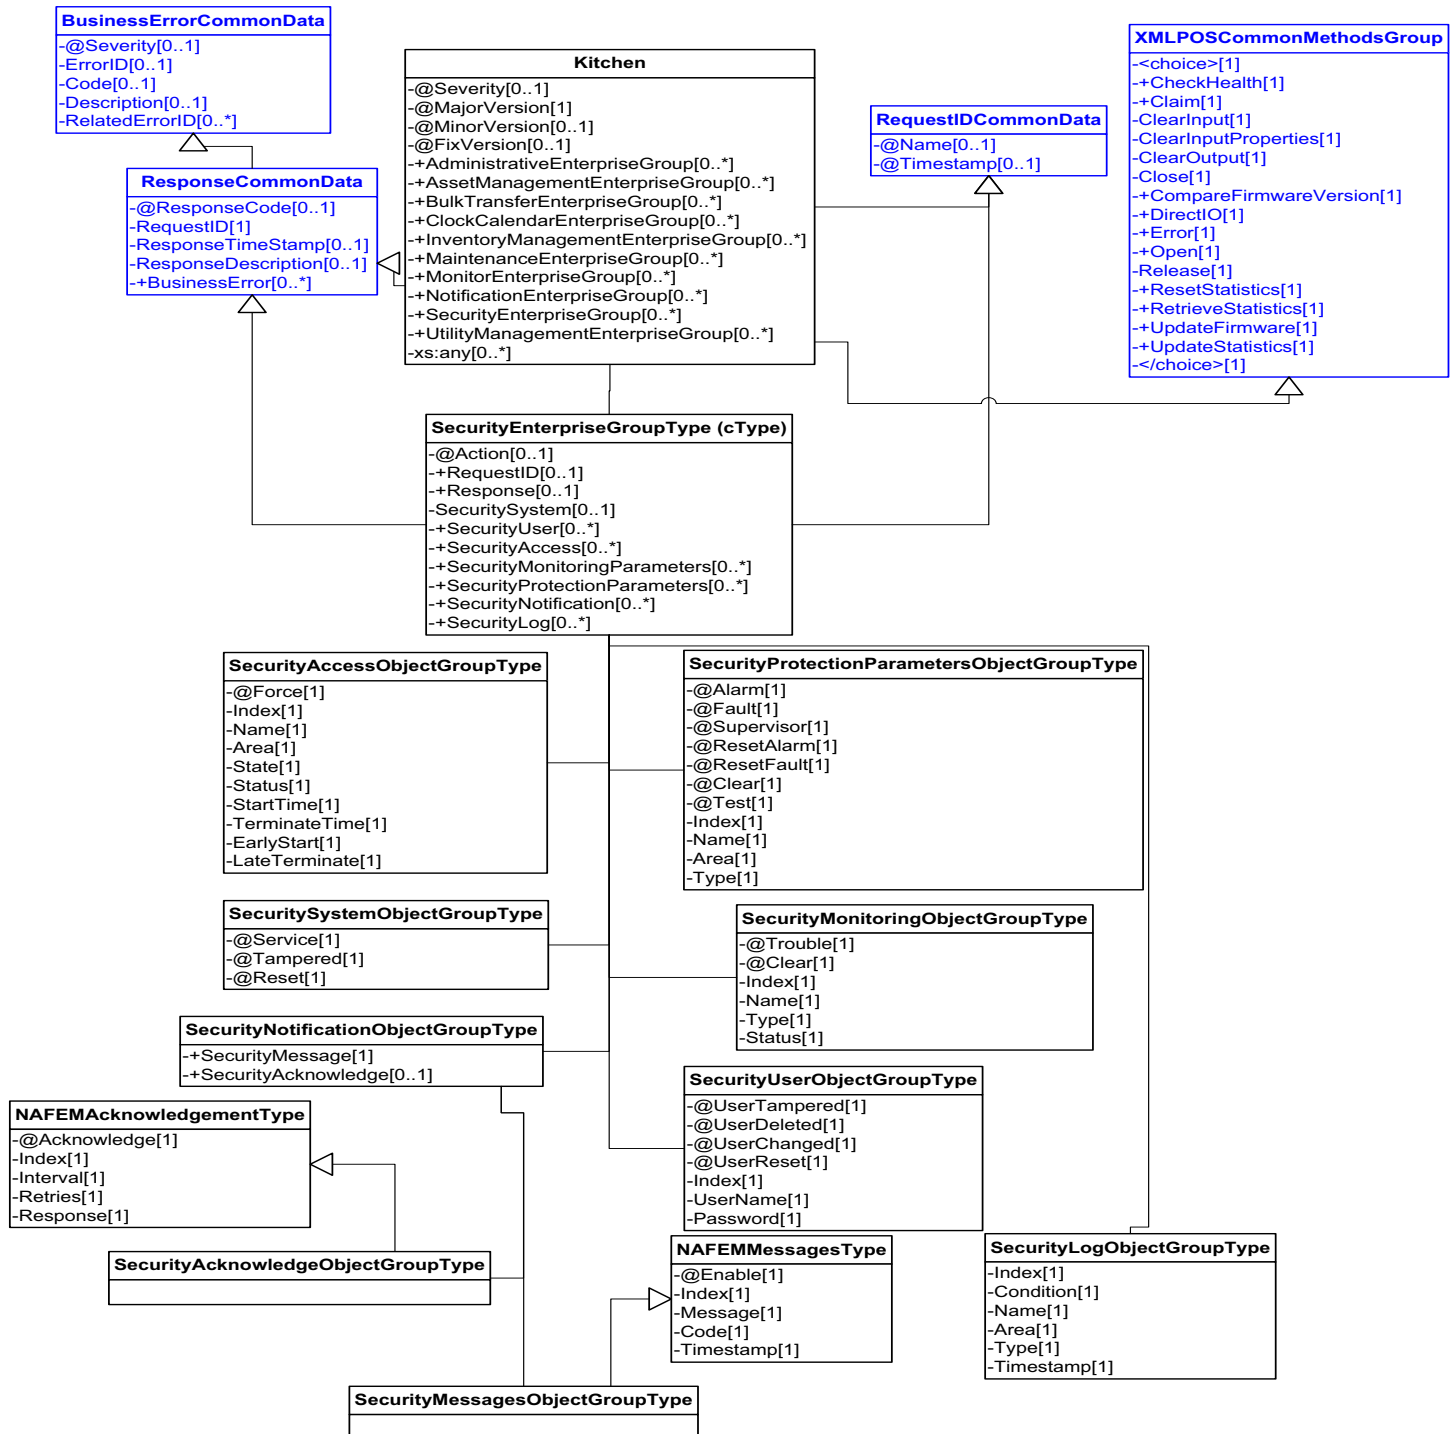 BusinessErrorCommonData
-@Severity[0..1]
-ErrorID[0..1]
-Code[0..1]
-Description[0..1]
-RelatedErrorID[0..*]
ResponseCommonData
-@ResponseCode[0..1]
-RequestID[1]
-ResponseTimeStamp[0..1]
-ResponseDescription[0..1]
-+BusinessError[0..*]
Kitchen
-@Severity[0..1]
-@MajorVersion[1]
-@MinorVersion[0..1]
-@FixVersion[0..1]
-+AdministrativeEnterpriseGroup[0..*]
-+AssetManagementEnterpriseGroup[0..*]
-+BulkTransferEnterpriseGroup[0..*]
-+ClockCalendarEnterpriseGroup[0..*]
-+InventoryManagementEnterpriseGroup[0..*]
-+MaintenanceEnterpriseGroup[0..*]
-+MonitorEnterpriseGroup[0..*]
-+NotificationEnterpriseGroup[0..*]
-+SecurityEnterpriseGroup[0..*]
-+UtilityManagementEnterpriseGroup[0..*]
-xs:any[0..*]
RequestIDCommonData
-@Name[0..1]
-@Timestamp[0..1]
XMLPOSCommonMethodsGroup
-<choice>[1]
-+CheckHealth[1]
-+Claim[1]
-ClearInput[1]
-ClearInputProperties[1]
-ClearOutput[1]
-Close[1]
-+CompareFirmwareVersion[1]
-+DirectIO[1]
-+Error[1]
-+Open[1]
-Release[1]
-+ResetStatistics[1]
-+RetrieveStatistics[1]
-+UpdateFirmware[1]
-+UpdateStatistics[1]
-</choice>[1]
SecurityEnterpriseGroupType (cType)
-@Action[0..1]
-+RequestID[0..1]
-+Response[0..1]
-SecuritySystem[0..1]
-+SecurityUser[0..*]
-+SecurityAccess[0..*]
-+SecurityMonitoringParameters[0..*]
-+SecurityProtectionParameters[0..*]
-+SecurityNotification[0..*]
-+SecurityLog[0..*]
SecurityAccessObjectGroupType
-@Force[1]
-Index[1]
-Name[1]
-Area[1]
-State[1]
-Status[1]
-StartTime[1]
-TerminateTime[1]
-EarlyStart[1]
-LateTerminate[1]
SecurityProtectionParametersObjectGroupType
-@Alarm[1]
-@Fault[1]
-@Supervisor[1]
-@ResetAlarm[1]
-@ResetFault[1]
-@Clear[1]
-@Test[1]
-Index[1]
-Name[1]
-Area[1]
-Type[1]
SecuritySystemObjectGroupType
-@Service[1]
-@Tampered[1]
-@Reset[1]
SecurityMonitoringObjectGroupType
-@Trouble[1]
-@Clear[1]
-Index[1]
-Name[1]
-Type[1]
-Status[1]
SecurityNotificationObjectGroupType
-+SecurityMessage[1]
-+SecurityAcknowledge[0..1]
SecurityUserObjectGroupType
-@UserTampered[1]
-@UserDeleted[1]
-@UserChanged[1]
-@UserReset[1]
-Index[1]
-UserName[1]
-Password[1]
NAFEMAcknowledgementType
-@Acknowledge[1]
-Index[1]
-Interval[1]
-Retries[1]
-Response[1]
SecurityAcknowledgeObjectGroupType
NAFEMMessagesType
-@Enable[1]
-Index[1]
-Message[1]
-Code[1]
-Timestamp[1]
SecurityLogObjectGroupType
-Index[1]
-Condition[1]
-Name[1]
-Area[1]
-Type[1]
-Timestamp[1]
SecurityMessagesObjectGroupType